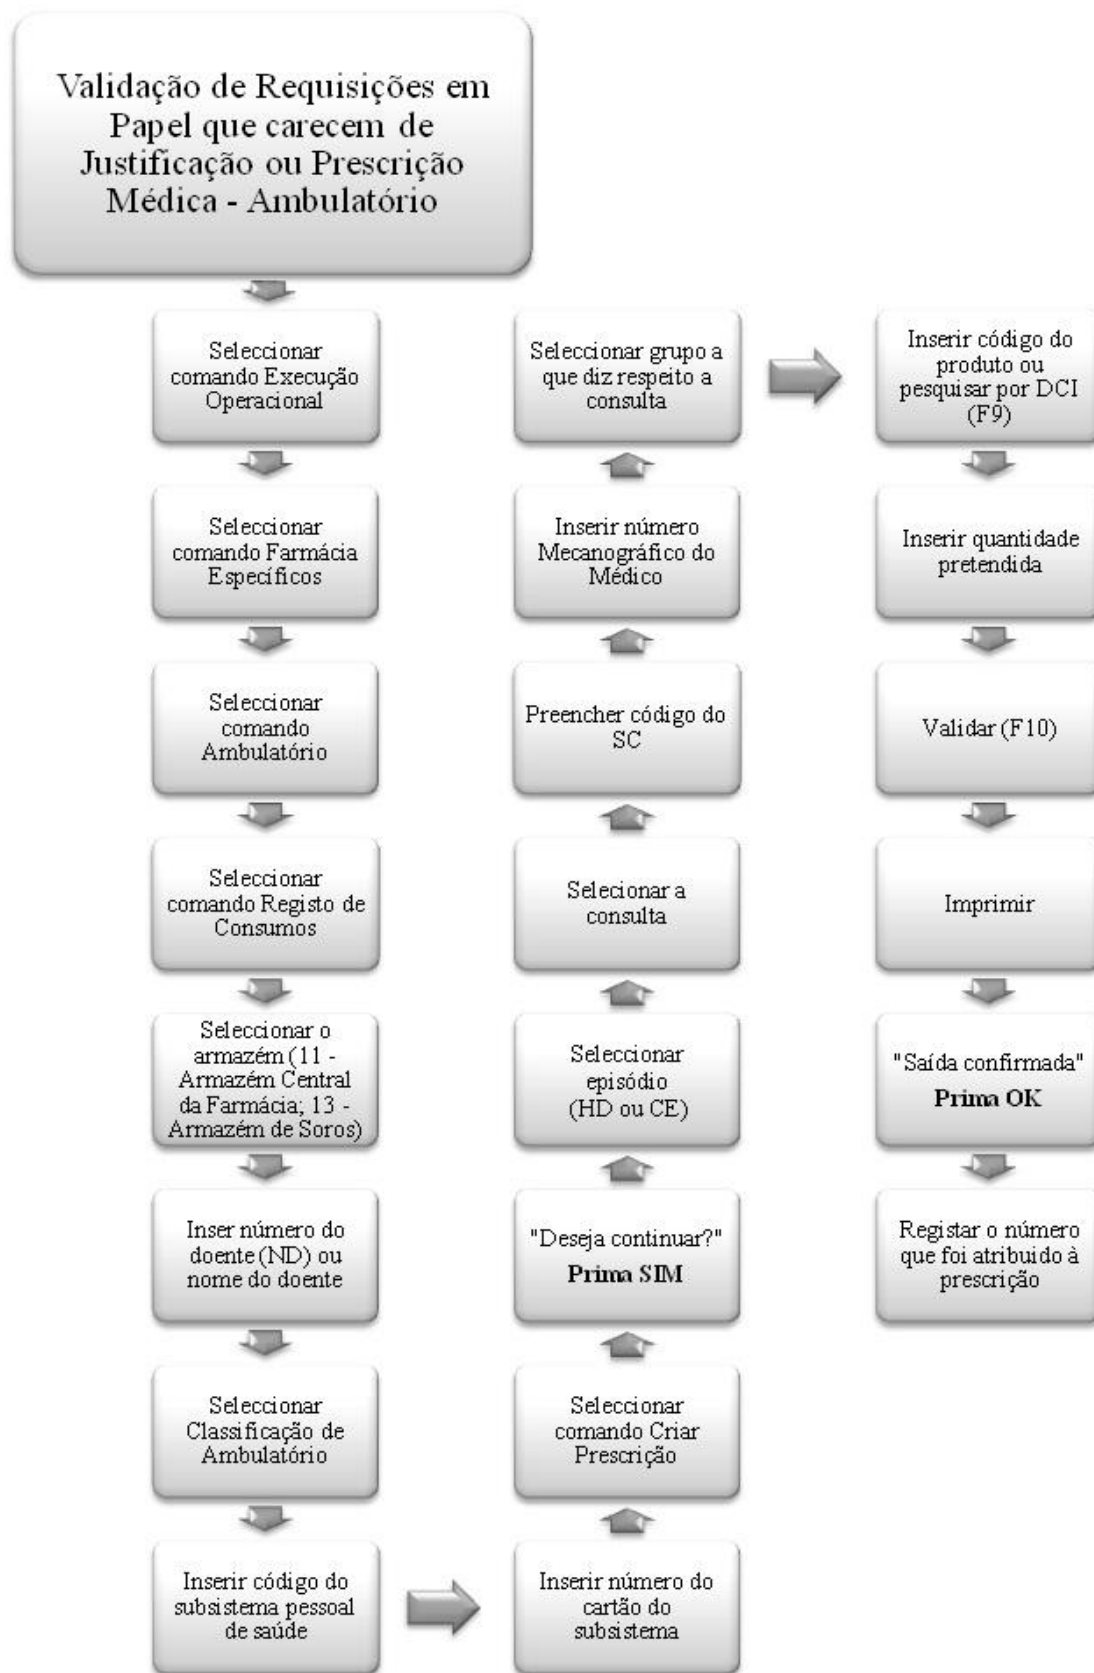 Validação de Requisições em
Papel que carecem de
Justificação ou Prescrição
Médica - Ambulatório
Seleccionar
comando Execução
Operacional
Seleccionar
comando Farmácia
Específicos
Seleccionar
comando
Ambulatório
Seleccionar
comando Registo de
Consumos
Seleccionar o
armazém (11 -
Armazém Central
da Farmácia; 13 -
Armazém de Soros)
Inser número do
doente (ND) ou
nome do doente
Seleccionar
Classificação de
Ambulatório
Inserir código do
subsistema pessoal
de saúde
Inserir número do
cartão do
subsistema
Seleccionar
comando Criar
Prescrição
"Deseja continuar?"
Prima SIM
Seleccionar
episódio
(HD ou CE)
Selecionar a
consulta
Preencher código do
SC
Inserir número
Mecanográfico do
Médico
Seleccionar grupo a
que diz respeito a
consulta
Inserir código do
produto ou
pesquisar por DCI
(F9)
Inserir quantidade
pretendida
Validar (F10)
Imprimir
"Saída confirmada"
Prima OK
Registar o número
que foi atribuido à
prescrição